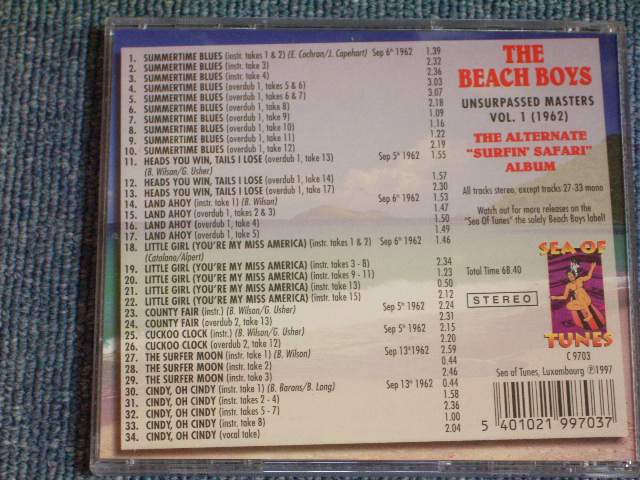 1. SUMMERTIME BLUES (instr. takes 1 & 2) (E. Cochran/J. Capehart) Sep 6th 1962 1.39
2. SUMMERTIME BLUES (instr. take 3) 2.32
3. SUMMERTIME BLUES (instr. take 4) 2.36
4. SUMMERTIME BLUES (overdub 1, takes 5 & 6) 3.03
5. SUMMERTIME BLUES (overdub 1, takes 6 & 7) 3.07
6. SUMMERTIME BLUES (overdub 1, take 8) 2.18
7. SUMMERTIME BLUES (overdub 1, take 9) 1.09
8. SUMMERTIME BLUES (overdub 1, take 10) 1.16
9. SUMMERTIME BLUES (overdub 1, take 11) 1.22
10. SUMMERTIME BLUES (overdub 1, take 12) 2.19
11. HEADS YOU WIN, TAILS I LOSE (overdub 1, take 13) Sep 5th 1962 1.55
(B. Wilson/G. Usher)
12. HEADS YOU WIN, TAILS I LOSE (overdub 1, take 14) 1.57
13. HEADS YOU WIN, TAILS I LOSE (overdub 1, take 17) 2.30
14. LAND AHOY (instr. take 1) (B. Wilson) Sep 6th 1962 1.53
15. LAND AHOY (overdub 1, takes 2 & 3) 1.47
16. LAND AHOY (overdub 1, take 4) 1.50
17. LAND AHOY (overdub 1, take 5) 1.49
18. LITTLE GIRL (YOU'RE MY MISS AMERICA) (instr. takes 1 & 2) Sep 6th 1962 1.46
(Catalano/Alpert)
19. LITTLE GIRL (YOU'RE MY MISS AMERICA) (instr. takes 3 - 8) 2.34
20. LITTLE GIRL (YOU'RE MY MISS AMERICA) (instr. takes 9 - 11) 1.23
21. LITTLE GIRL (YOU'RE MY MISS AMERICA) (instr. take 13) 0.50
22. LITTLE GIRL (YOU'RE MY MISS AMERICA) (instr. take 15) 2.12
23. COUNTY FAIR (instr.) (B. Wilson/G. Usher) Sep 5th 1962 2.24
24. COUNTY FAIR (overdub 2, take 13) 2.31
25. CUCKOO CLOCK (instr.) (B. Wilson/G. Usher) Sep 5th 1962 2.15
26. CUCKOO CLOCK (overdub 2, take 12) 2.20
27. THE SURFER MOON (instr. take 1) (B. Wilson) Sep 13th 1962 2.59
28. THE SURFER MOON (instr. take 2) 0.44
29. THE SURFER MOON (instr. take 3) 2.46
30. CINDY, OH CINDY (instr. take 1) (B. Barons/B. Long) Sep 13th 1962 0.44
31. CINDY, OH CINDY (instr. takes 2 - 4) 1.58
32. CINDY, OH CINDY (instr. takes 5 - 7) 2.36
33. CINDY, OH CINDY (instr. take 8) 1.00
34. CINDY, OH CINDY (vocal take) 2.04
THE
BEACH BOYS
UNSURPASSED MASTERS
VOL. 1 (1962)
THE ALTERNATE
"SURFIN' SAFARI"
ALBUM
All tracks stereo, except tracks 27-33 mono
Watch out for more releases on the
"Sea Of Tunes" the solely Beach Boys label!
Total Time 68.40
STEREO
SEA OF
TUNES
C 9703
Sea of Tunes, Luxembourg ℗1997
5 401021 997037